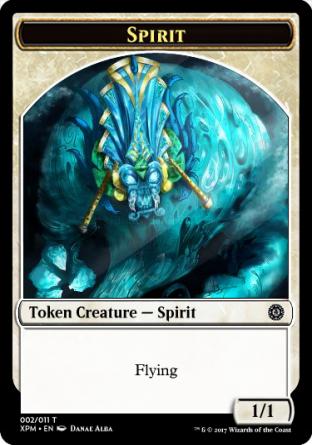 Spirit
Token Creature — Spirit
Flying
1/1
002/011 T
XPM • EN Danae Alba
™ & © 2017 Wizards of the Coast